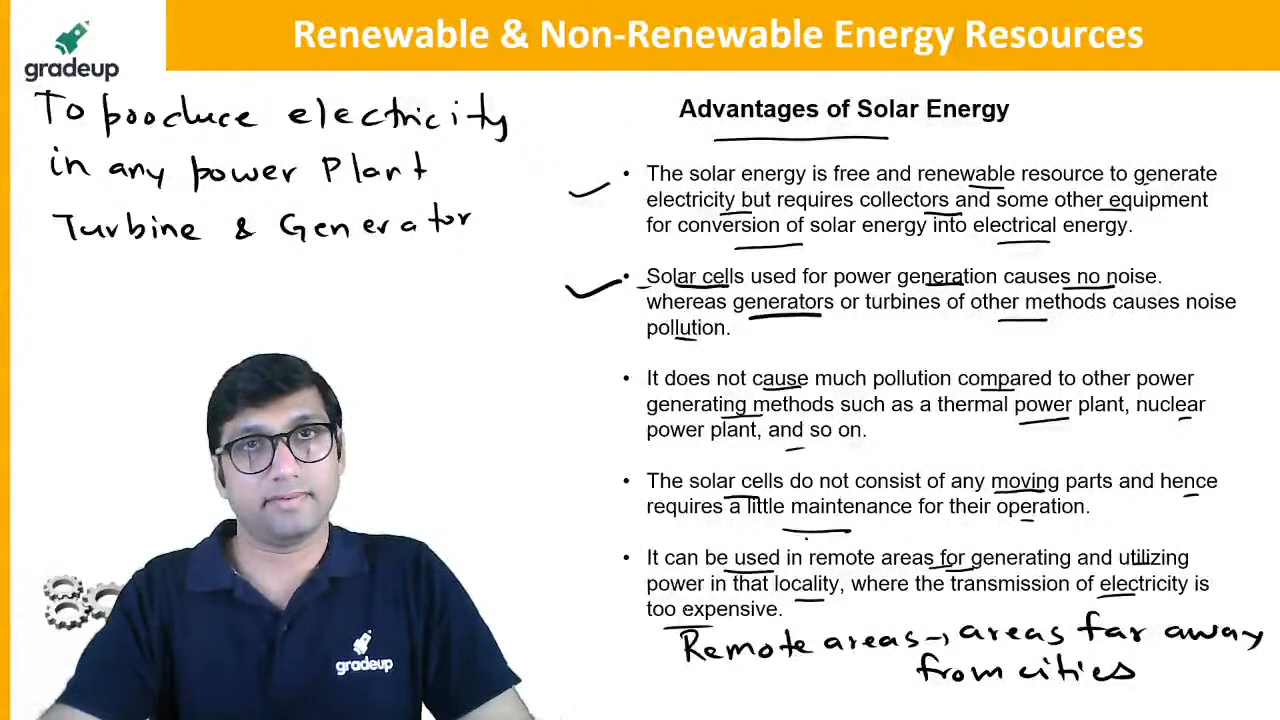 Renewable & Non-Renewable Energy Resources
gradeup
To pooduce electricity
in any power Plant
Turbine & Generator
Advantages of Solar Energy
• The solar energy is free and renewable resource to generate
electricity but requires collectors and some other equipment
for conversion of solar energy into electrical energy.
• Solar cells used for power generation causes no noise.
whereas generators or turbines of other methods causes noise
pollution.
• It does not cause much pollution compared to other power
generating methods such as a thermal power plant, nuclear
power plant, and so on.
• The solar cells do not consist of any moving parts and hence
requires a little maintenance for their operation.
• It can be used in remote areas for generating and utilizing
power in that locality, where the transmission of electricity is
too expensive.
Remote areas → areas far away
from cities
gradeup